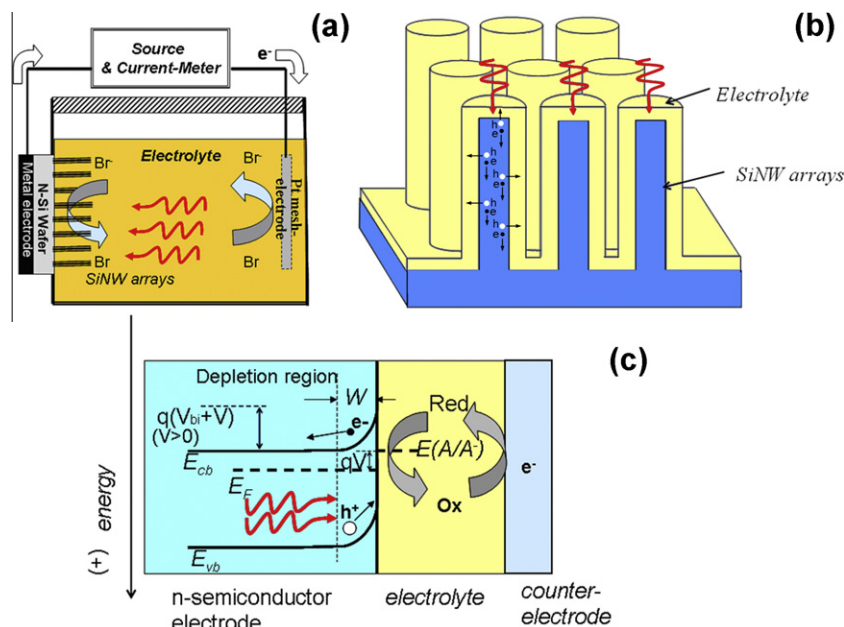 (a)
Source
& Current-Meter
e-
Electrolyte
Br-
Br-
Metal electrode
N-Si Wafer
Pt mesh-
electrode
Br
Br
SiNW arrays
(b)
Electrolyte
SiNW arrays
h
e
h
e
h
e
h
e
h
e
(c)
Depletion region
W
q(Vbi+V)
(V>0)
e-
Red
Ecb
qV
E(A/A-)
EF
e-
h+
Ox
Evb
(+) energy
n-semiconductor
electrode
electrolyte
counter-
electrode